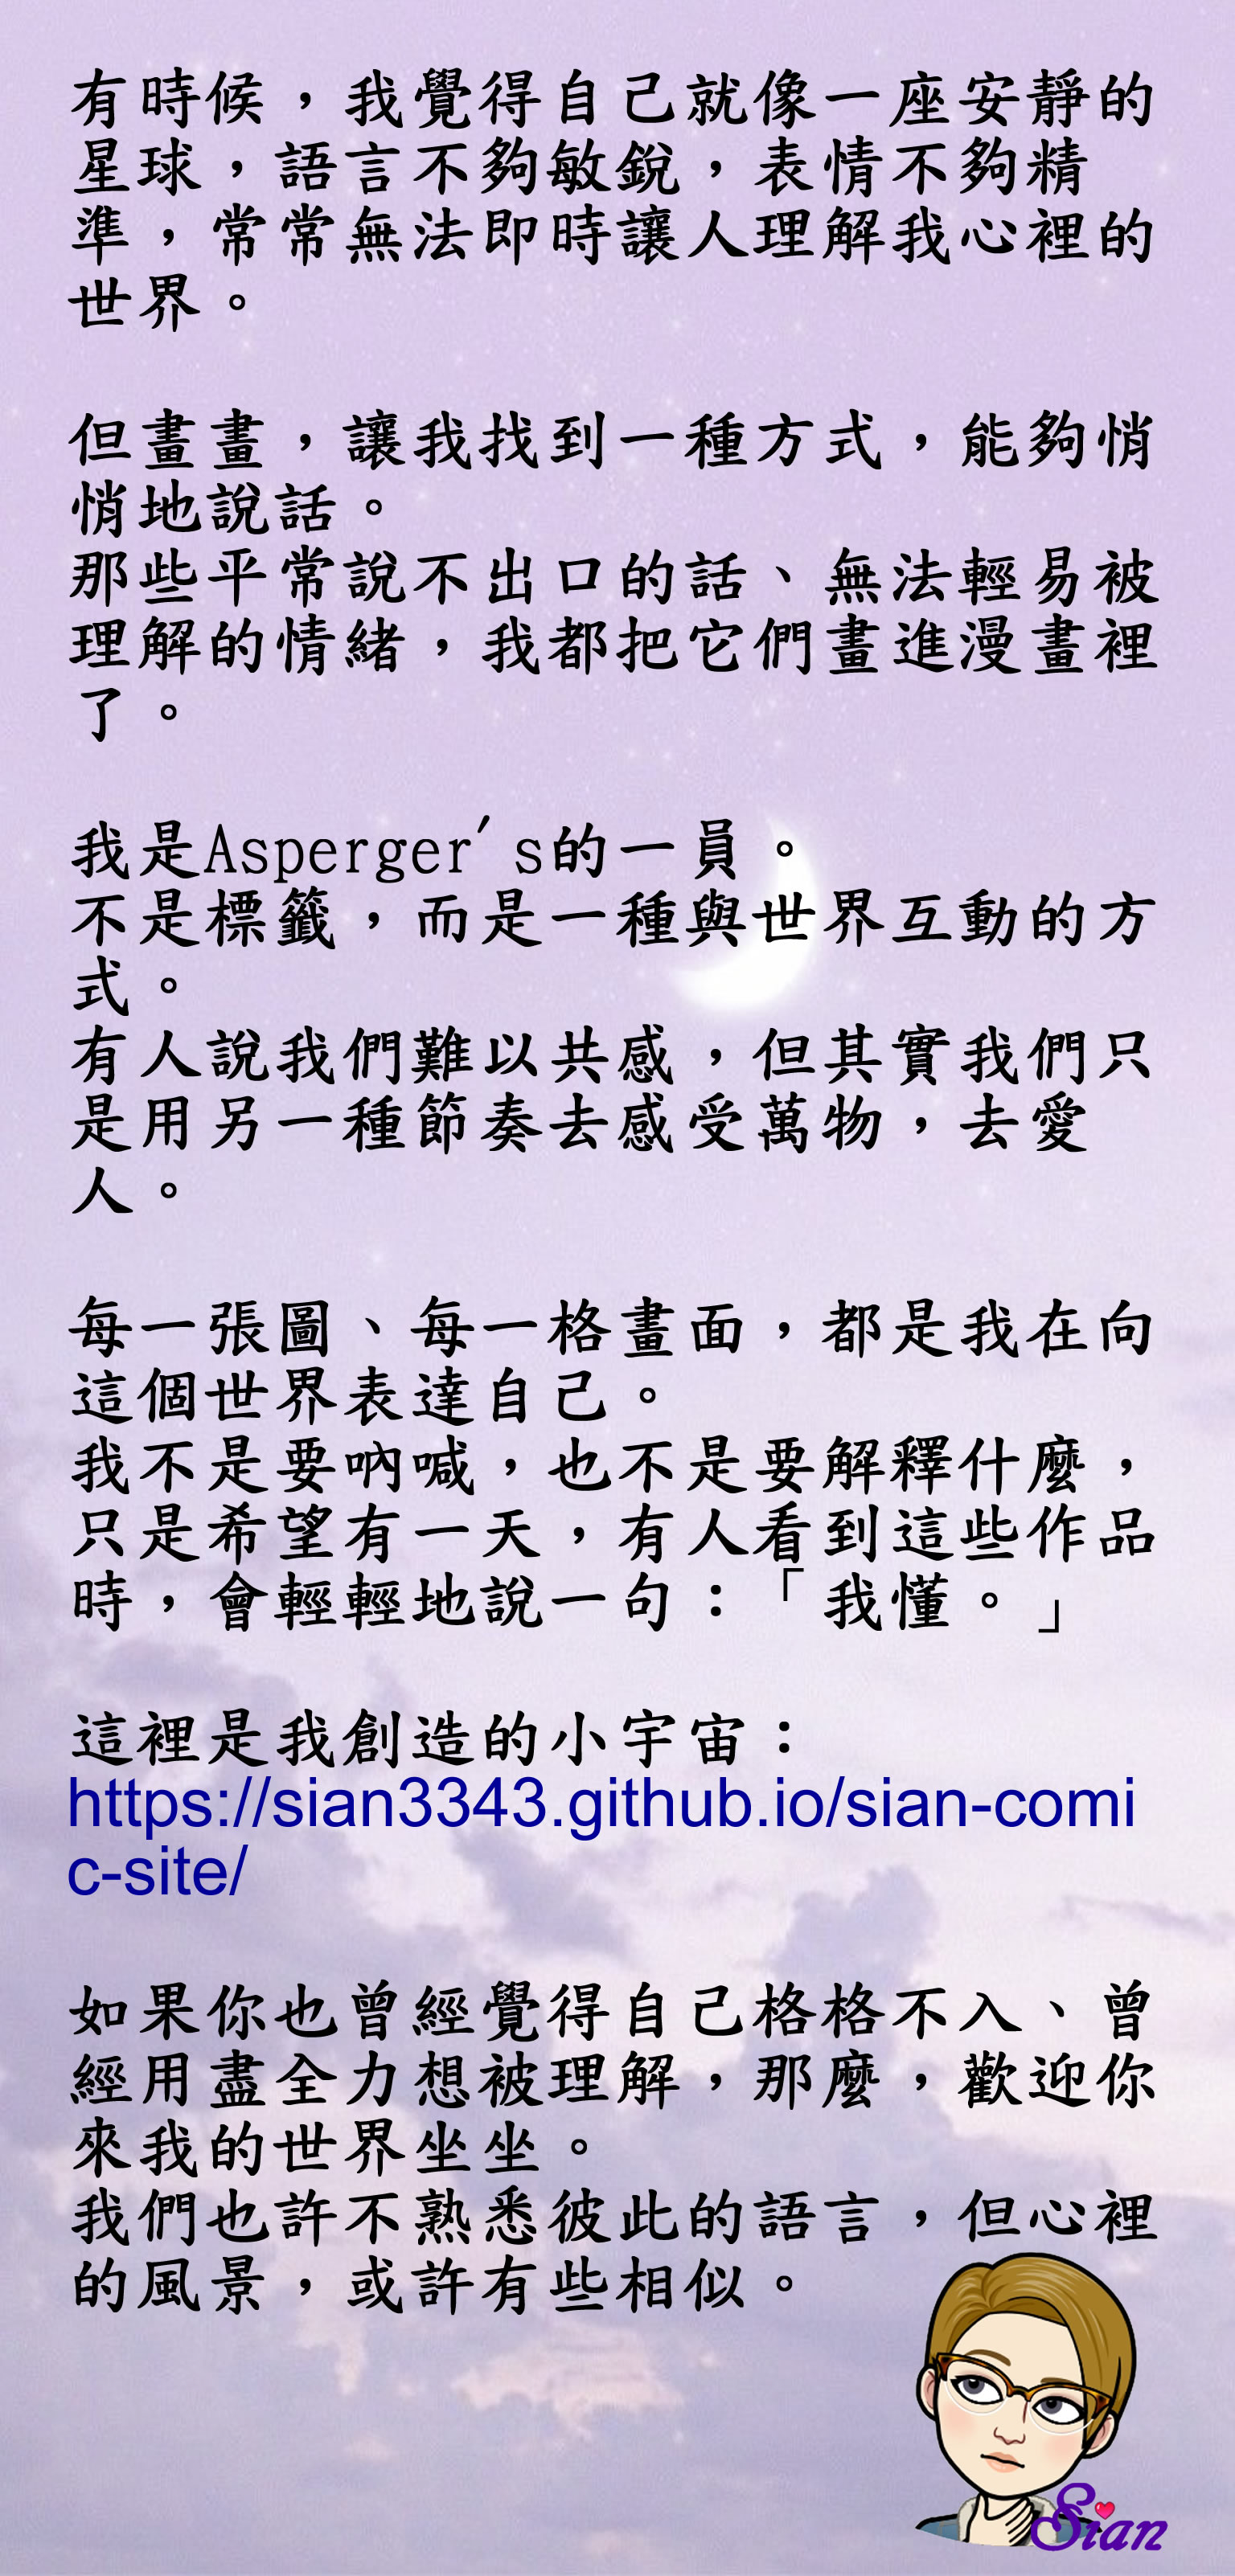 有時候，我覺得自己就像一座安靜的
星球，語言不夠敏銳，表情不夠精
準，常常無法即時讓人理解我心裡的
世界。
但畫畫，讓我找到一種方式，能夠悄
悄地說話。
那些平常說不出口的話、無法輕易被
理解的情緒，我都把它們畫進漫畫裡
了。
我是Asperger's的一員。
不是標籤，而是一種與世界互動的方
式。
有人說我們難以共感，但其實我們只
是用另一種節奏去感受萬物，去愛
人。
每一張圖、每一格畫面，都是我在向
這個世界表達自己。
我不是要吶喊，也不是要解釋什麼，
只是希望有一天，有人看到這些作品
時，會輕輕地說一句：「我懂。」
這裡是我創造的小宇宙：
https://sian3343.github.io/sian-comi
c-site/
如果你也曾經覺得自己格格不入、曾
經用盡全力想被理解，那麼，歡迎你
來我的世界坐坐。
我們也許不熟悉彼此的語言，但心裡
的風景，或許有些相似。
Sian